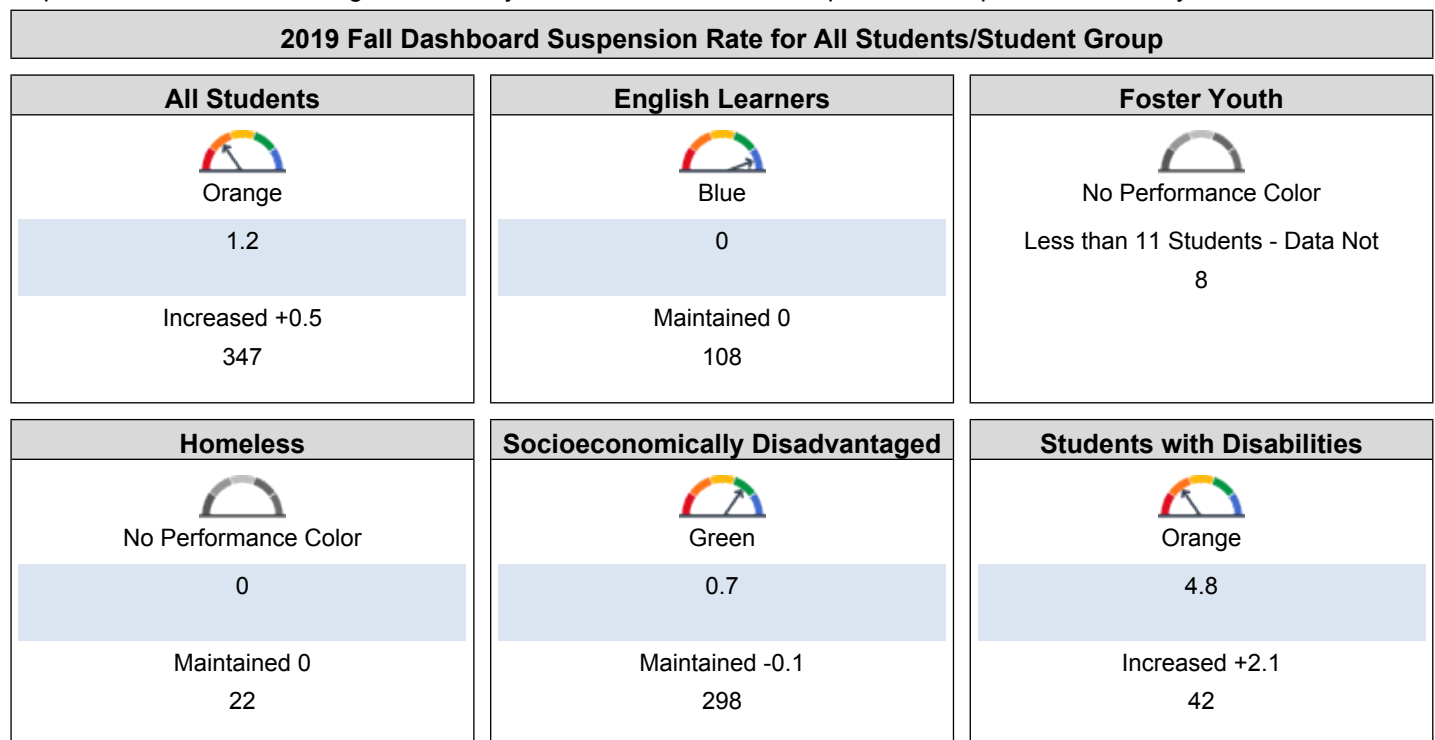 2019 Fall Dashboard Suspension Rate for All Students/Student Group
All Students
Orange
1.2
Increased +0.5
347
English Learners
Blue
0
Maintained 0
108
Foster Youth
No Performance Color
Less than 11 Students - Data Not
8
Homeless
No Performance Color
0
Maintained 0
22
Socioeconomically Disadvantaged
Green
0.7
Maintained -0.1
298
Students with Disabilities
Orange
4.8
Increased +2.1
42